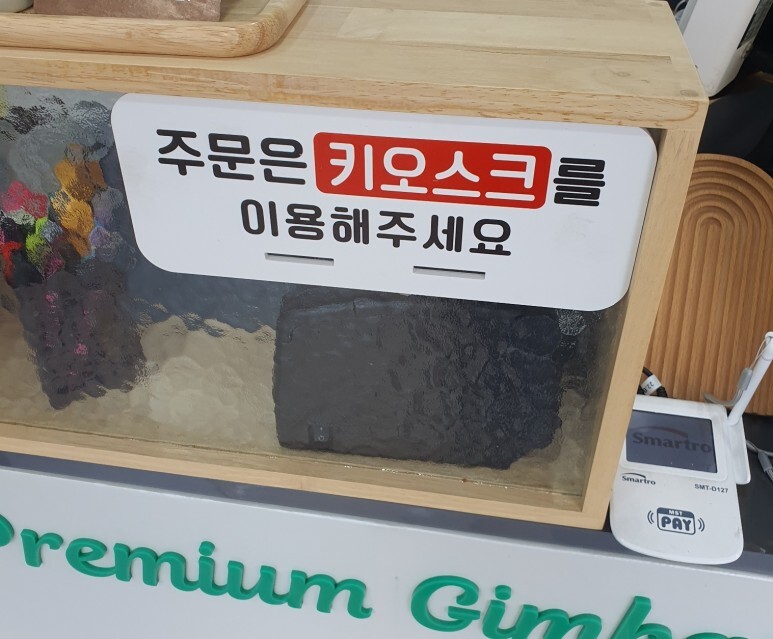 주문은 키오스크를
이용해주세요
Smartro
Smartro
SMT-D127
MST
PAY
Premium Gimb